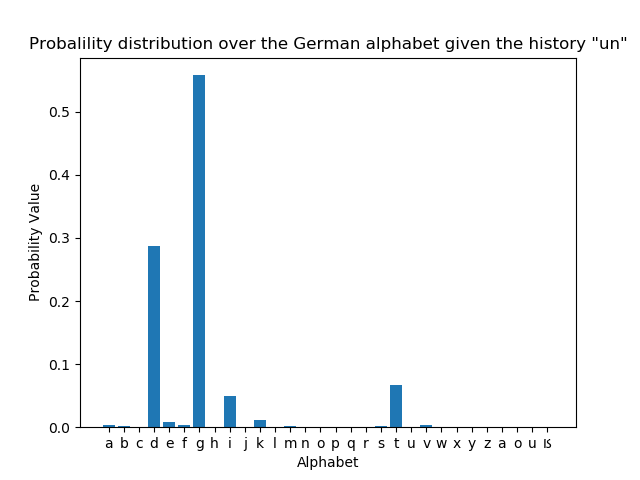 Probalility distribution over the German alphabet given the history "un"
0.5
0.4
0.3
0.2
0.1
0.0
Probability Value
a b c d e f g h i j k l m n o p q r s t u v w x y z a o u ß
Alphabet